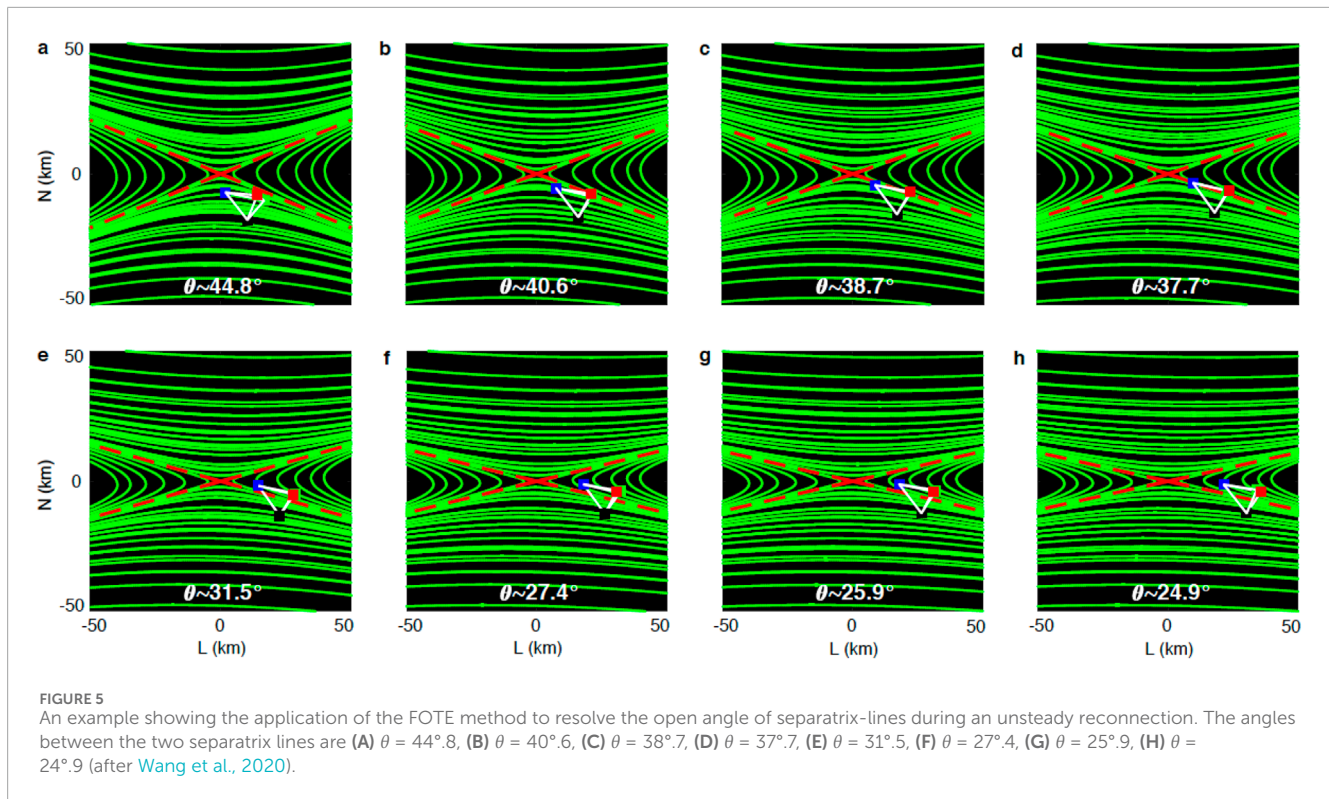 a b c d
50
N (km)
0
-50
θ~44.8° θ~40.6° θ~38.7° θ~37.7°
e f g h
50
N (km)
0
-50
θ~31.5° θ~27.4° θ~25.9° θ~24.9°
-50 0 50 -50 0 50 -50 0 50 -50 0 50
L (km) L (km) L (km) L (km)
FIGURE 5
An example showing the application of the FOTE method to resolve the open angle of separatrix-lines during an unsteady reconnection. The angles
between the two separatrix lines are (A) θ = 44°.8, (B) θ = 40°.6, (C) θ = 38°.7, (D) θ = 37°.7, (E) θ = 31°.5, (F) θ = 27°.4, (G) θ = 25°.9, (H) θ =
24°.9 (after Wang et al., 2020).